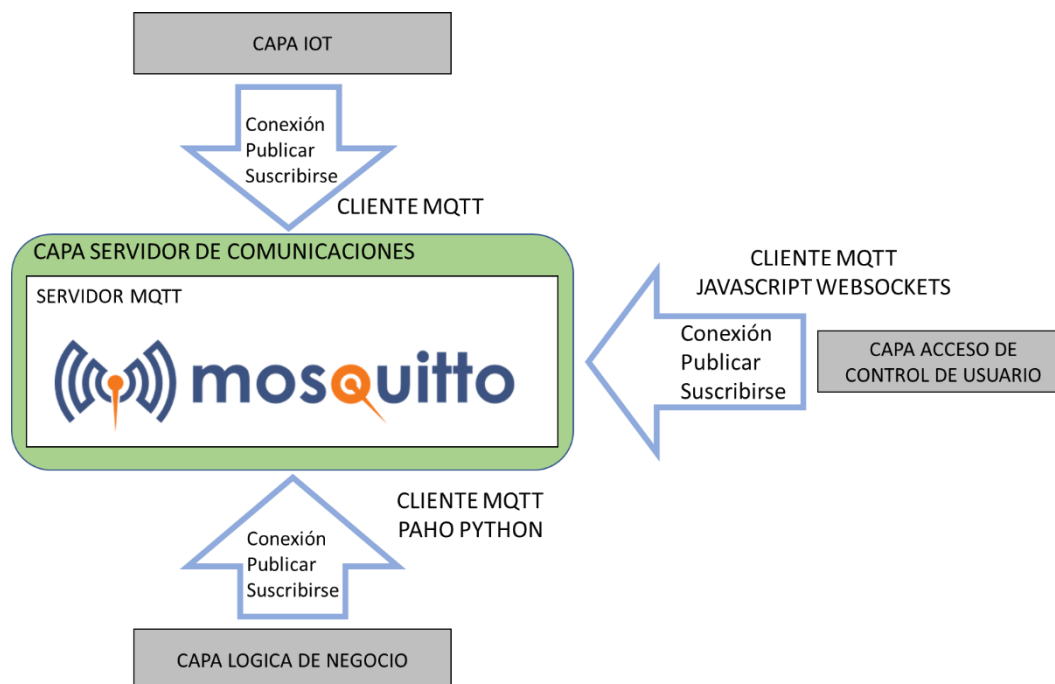 CAPA IOT
Conexión
Publicar
Suscribirse
CLIENTE MQTT
CAPA SERVIDOR DE COMUNICACIONES
SERVIDOR MQTT
mosquitto
CLIENTE MQTT
JAVASCRIPT WEBSOCKETS
Conexión
Publicar
Suscribirse
CAPA ACCESO DE
CONTROL DE USUARIO
CLIENTE MQTT
PAHO PYTHON
Conexión
Publicar
Suscribirse
CAPA LOGICA DE NEGOCIO